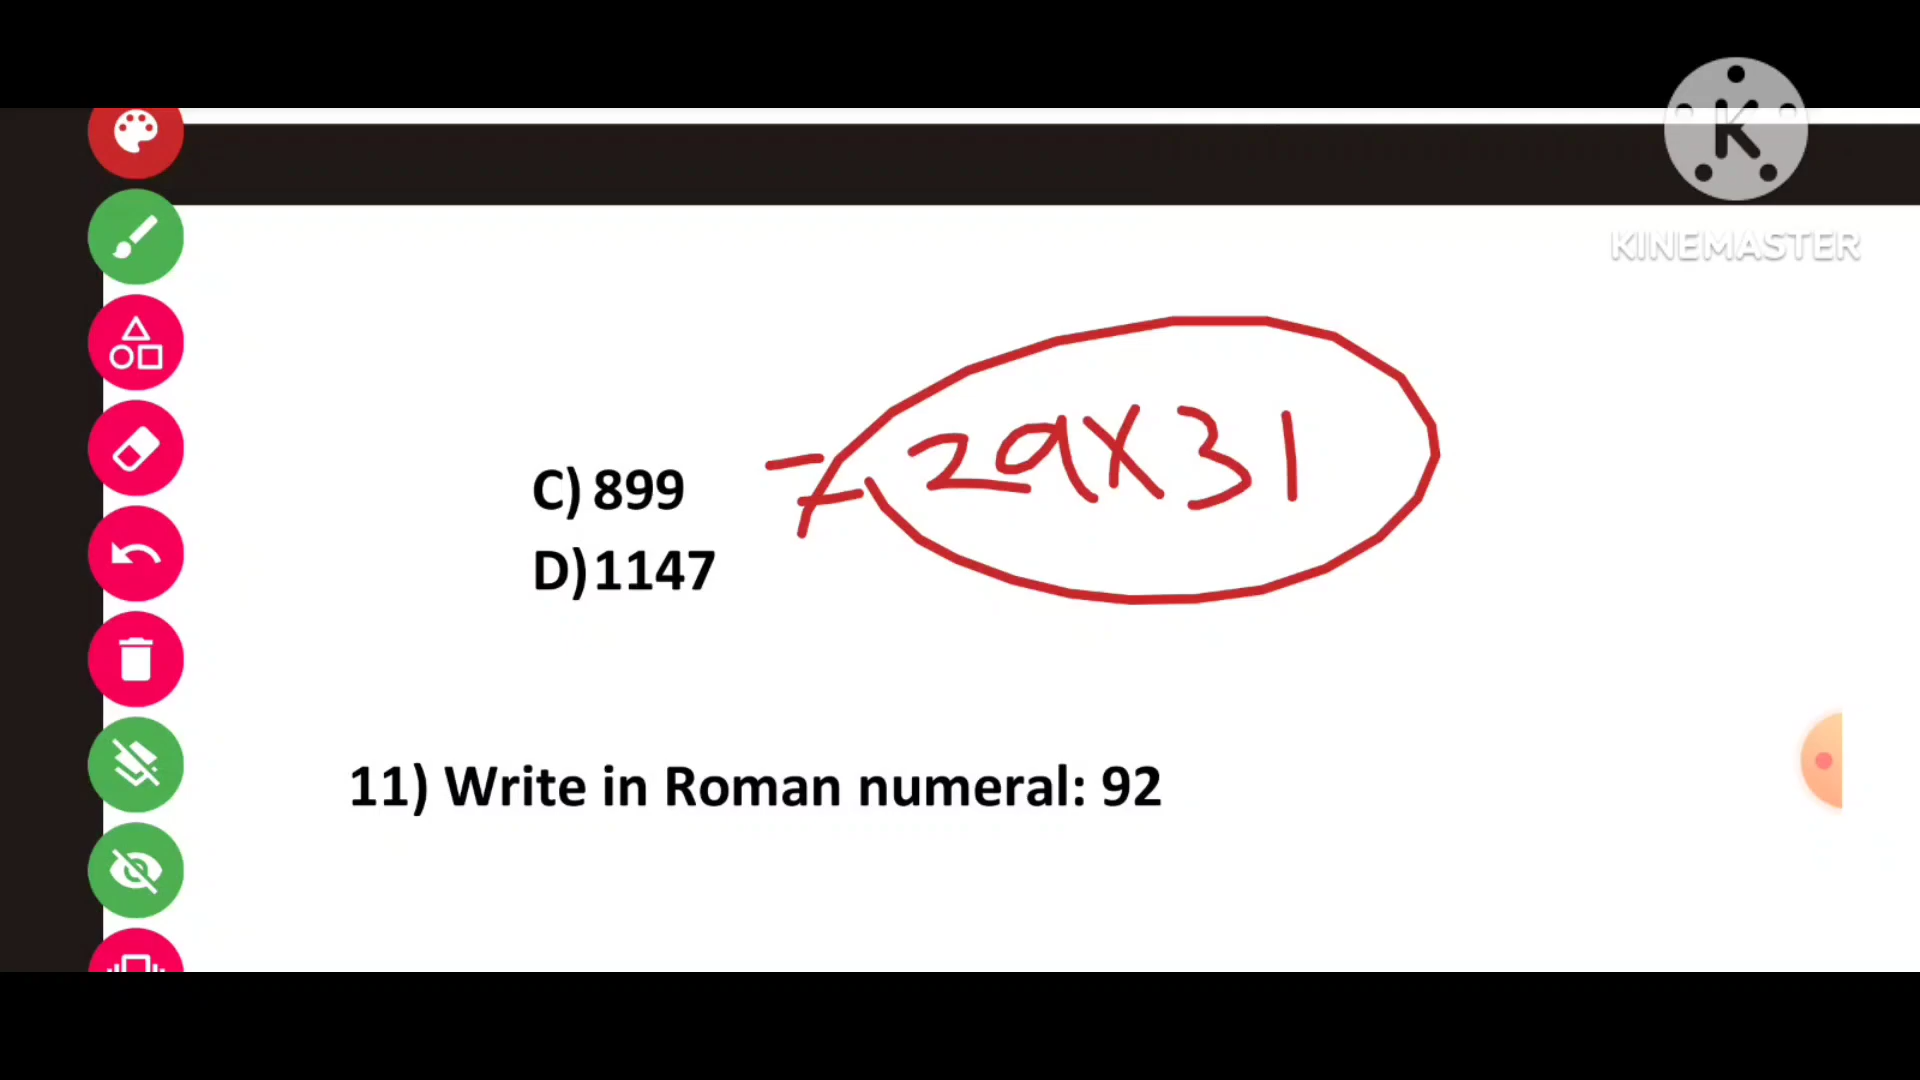 KINEMASTER
C) 899 = 29X31
D) 1147
11) Write in Roman numeral: 92